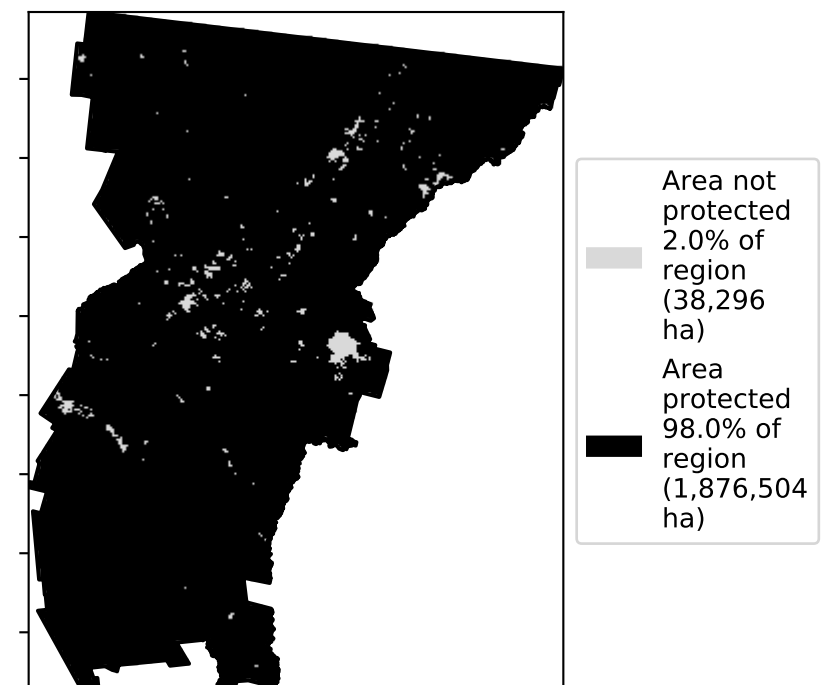 Area not
protected
2.0% of
region
(38,296
ha)
Area
protected
98.0% of
region
(1,876,504
ha)